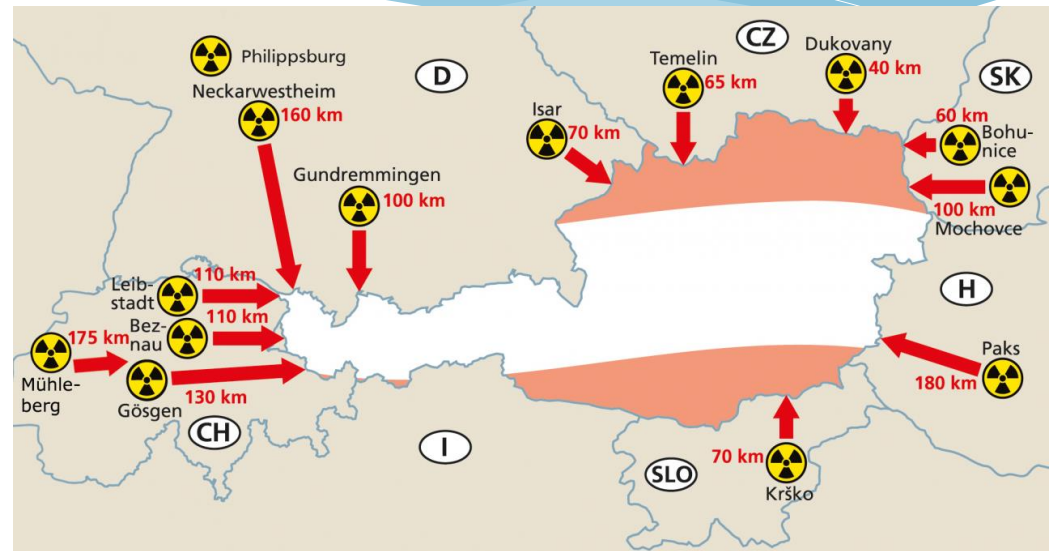 Philippsburg
D
Neckarwestheim
160 km
Gundremmingen
100 km
CZ
Temelin
65 km
Dukovany
40 km
SK
Isar
70 km
60 km
Bohu-
nice
100 km
Mochovce
H
Leib-
stadt
110 km
Bez-
nau
110 km
175 km
Mühle-
berg
Gösgen
130 km
CH
I
SLO
70 km
Krško
Paks
180 km